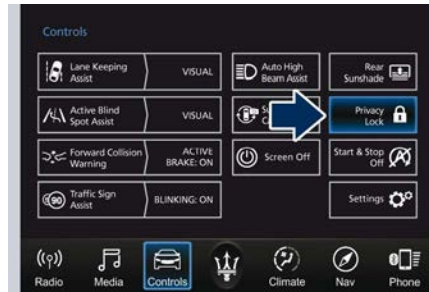 Controls
Lane Keeping
Assist
VISUAL
Auto High
Beam Assist
Rear
Sunshade
Active Blind
Spot Assist
VISUAL
Privacy
Lock
Forward Collision
Warning
ACTIVE
BRAKE: ON
Screen Off
Start & Stop
Off
90
Traffic Sign
Assist
BLINKING: ON
Settings
Radio
Media
Controls
Climate
Nav
Phone